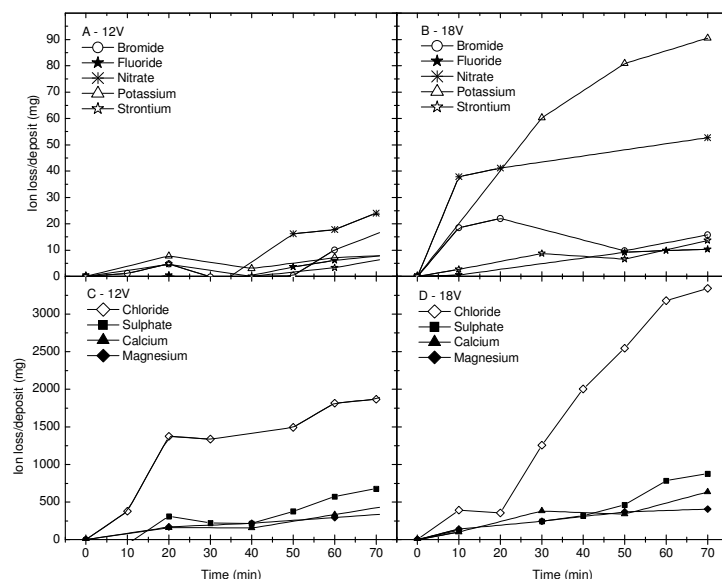 A - 12V
Bromide
Fluoride
Nitrate
Potassium
Strontium
B - 18V
Bromide
Fluoride
Nitrate
Potassium
Strontium
90
80
70
60
50
40
30
20
10
0
Ion loss/deposit (mg)
C - 12V
Chloride
Sulphate
Calcium
Magnesium
D - 18V
Chloride
Sulphate
Calcium
Magnesium
3000
2500
2000
1500
1000
500
0
Ion loss/deposit (mg)
0 10 20 30 40 50 60 70
0 10 20 30 40 50 60 70
Time (min)
Time (min)